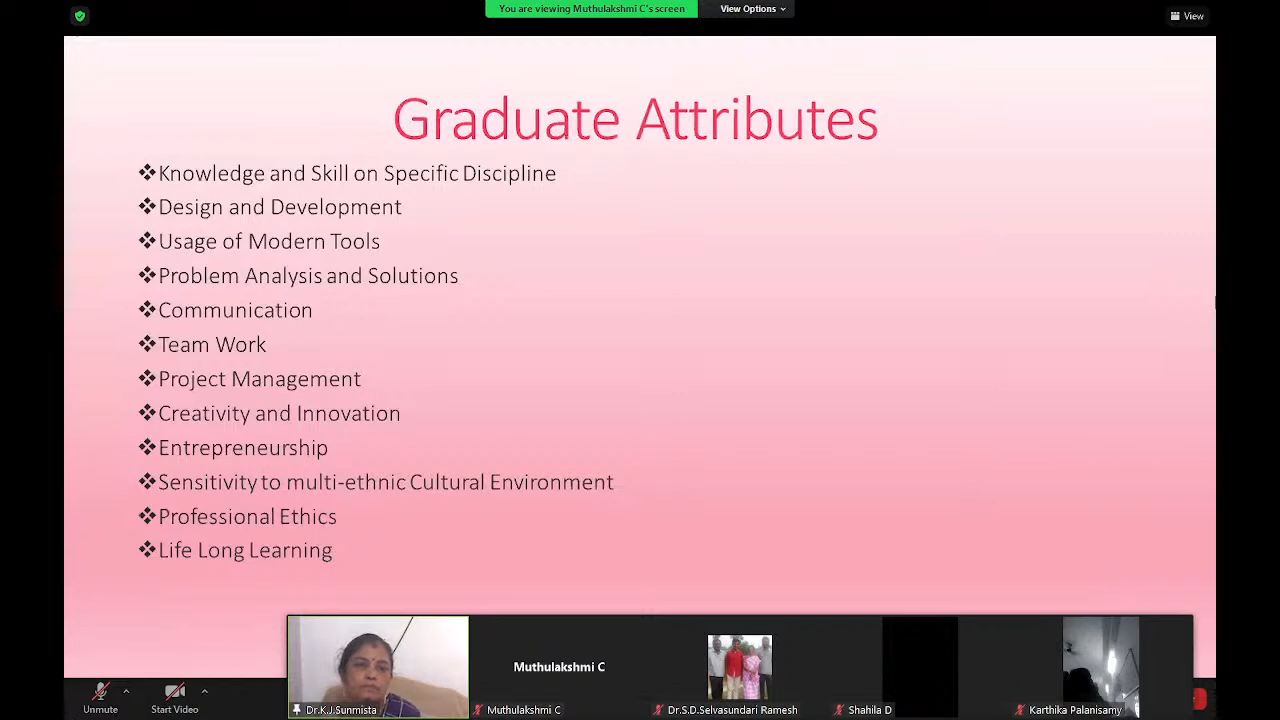 You are viewing Muthulakshmi C's screen
View Options
View
Graduate Attributes
❖Knowledge and Skill on Specific Discipline
❖Design and Development
❖Usage of Modern Tools
❖Problem Analysis and Solutions
❖Communication
❖Team Work
❖Project Management
❖Creativity and Innovation
❖Entrepreneurship
❖Sensitivity to multi-ethnic Cultural Environment
❖Professional Ethics
❖Life Long Learning
Muthulakshmi C
Unmute
Start Video
Dr.K.J.Sunmista
Muthulakshmi C
Dr.S.D.Selvasundari Ramesh
Shahila D
Karthika Palanisamy